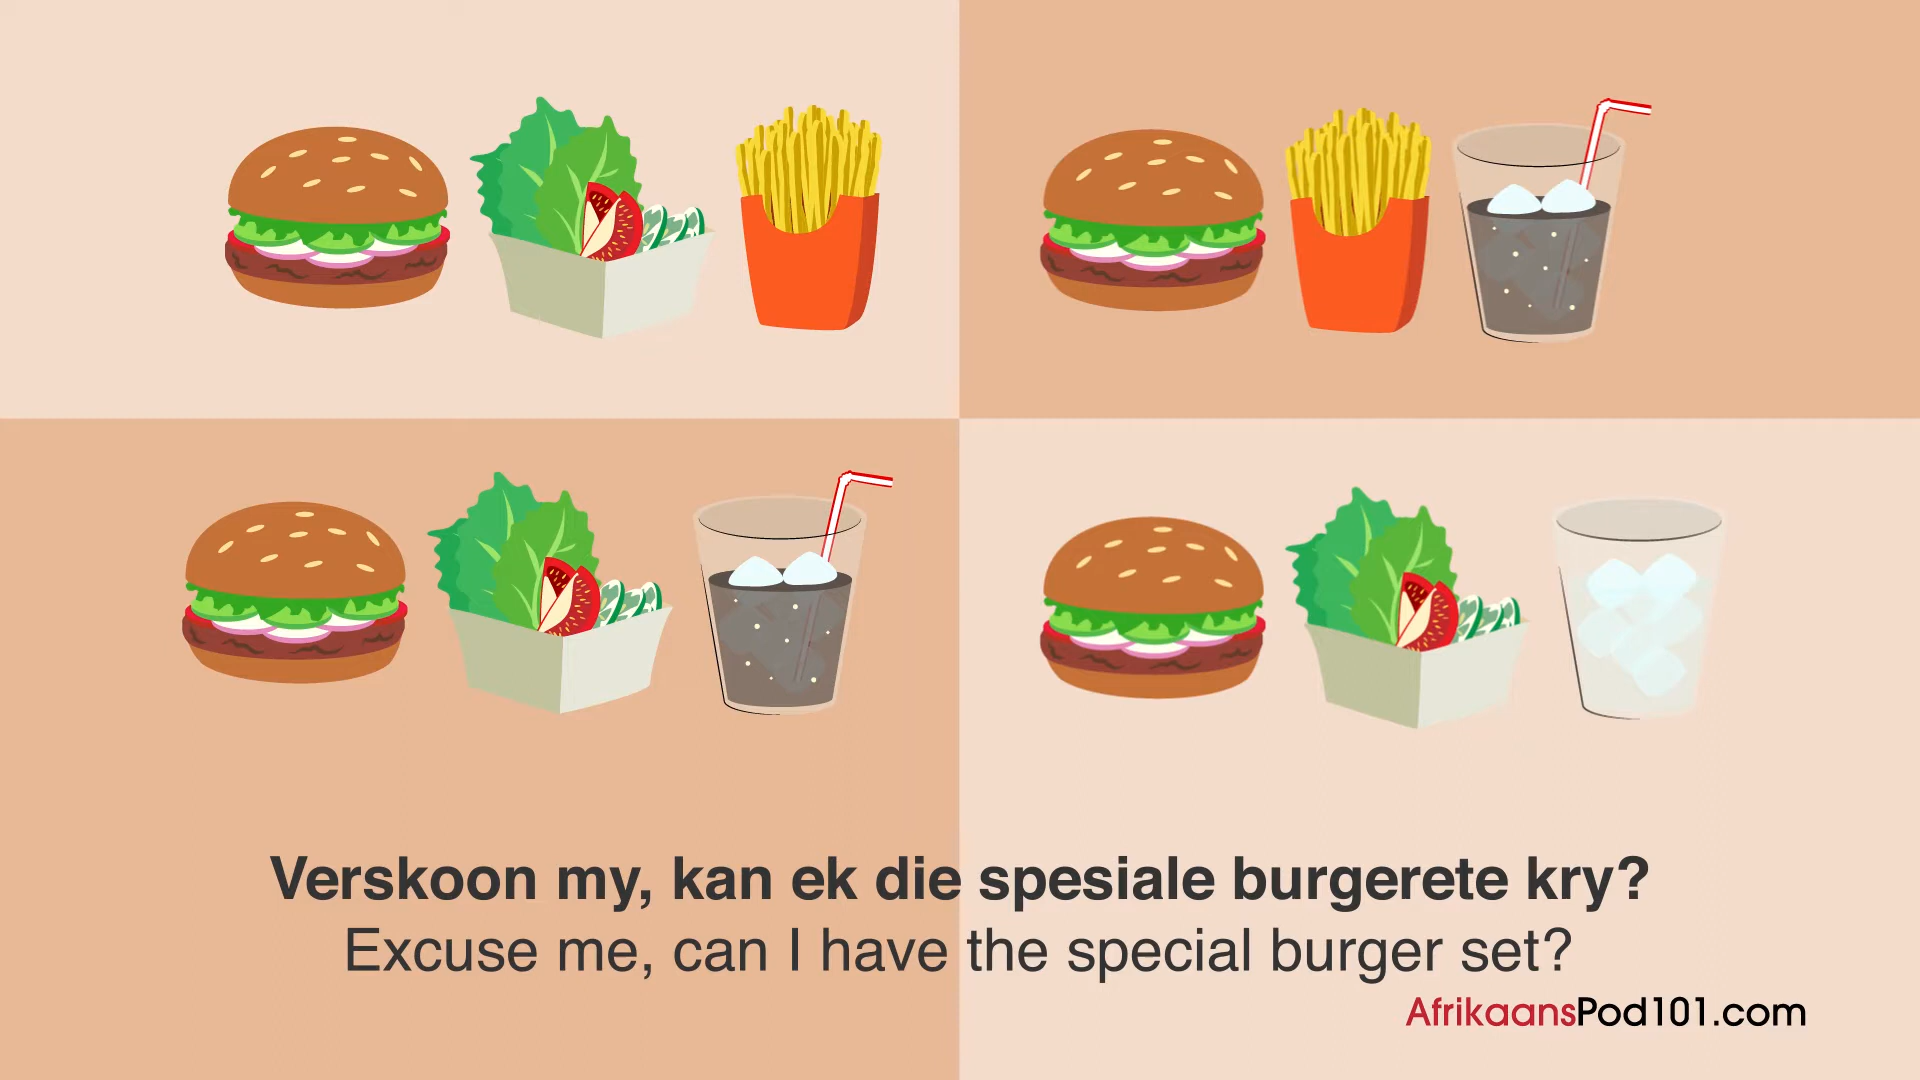 Verskoon my, kan ek die spesiale burgerete kry?
Excuse me, can I have the special burger set?
AfrikaansPod101.com